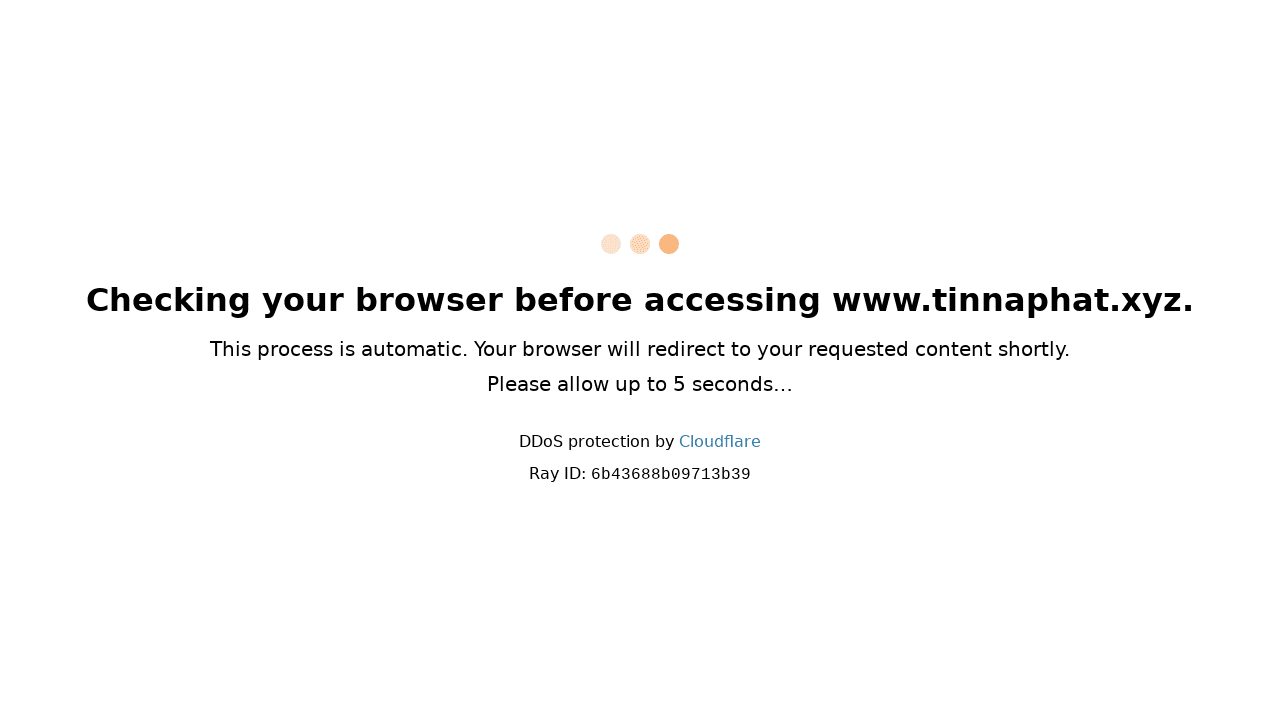 Checking your browser before accessing www.tinnaphat.xyz.
This process is automatic. Your browser will redirect to your requested content shortly.
Please allow up to 5 seconds…
DDoS protection by Cloudflare
Ray ID: 6b43688b09713b39